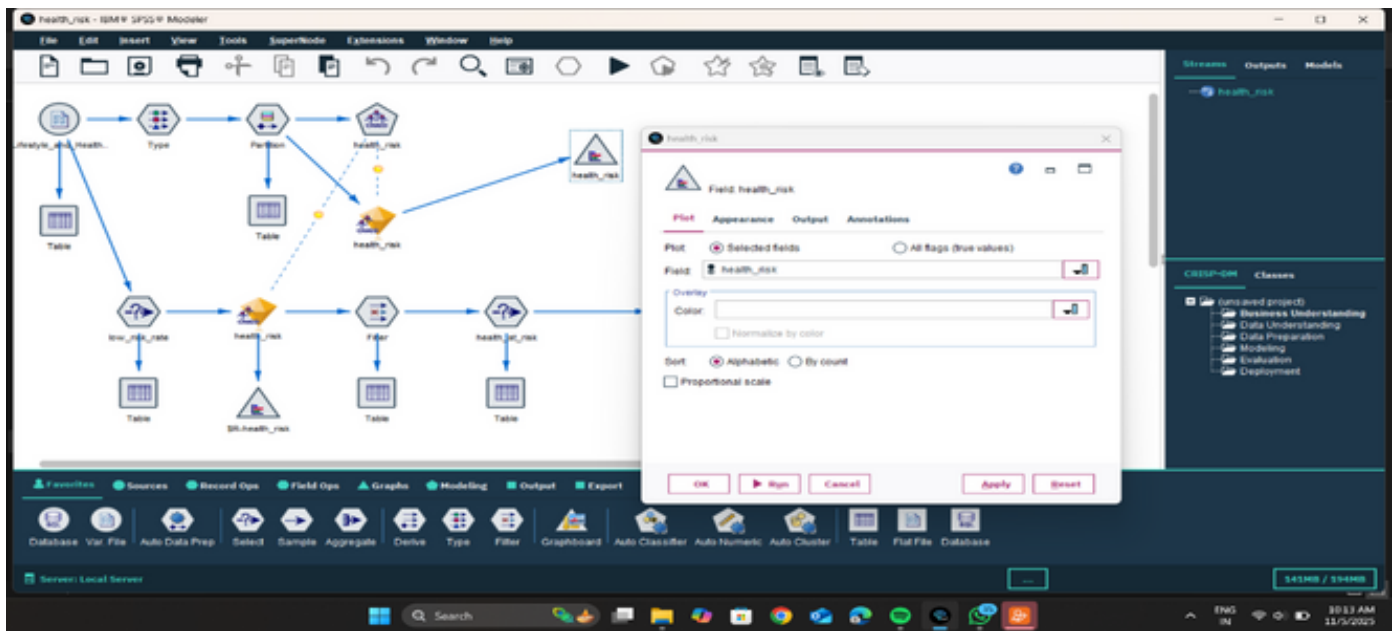 health_risk - IBM® SPSS® Modeler
File Edit Insert View Tools SuperNode Extensions Window Help
Streams Outputs Models
health_risk
Type
Partition
health_risk
health_risk
Table
Table
health_risk
low_risk_rate
health_risk
Filter
Table
Table
Table
$R-health_risk
health_risk
Field: health_risk
Plot Appearance Output Annotations
Plot: Selected fields All flags (true values)
Field: health_risk
Overlay
Color:
Normalize by color
Sort: Alphabetic By count
Proportional scale
OK Run Cancel Apply Reset
CRISP-DM Classes
(unsaved project)
Business Understanding
Data Understanding
Data Preparation
Modeling
Evaluation
Deployment
Favorites Sources Record Ops Field Ops Graphs Modeling Output Export
Database Var. File Auto Data Prep Select Sample Aggregate Derive Type Filter Graphboard Auto Classifier Auto Numeric Auto Cluster Table Flat File Database
Server: Local Server
...
Search
ENG
IN
10:13 AM
11/5/2025